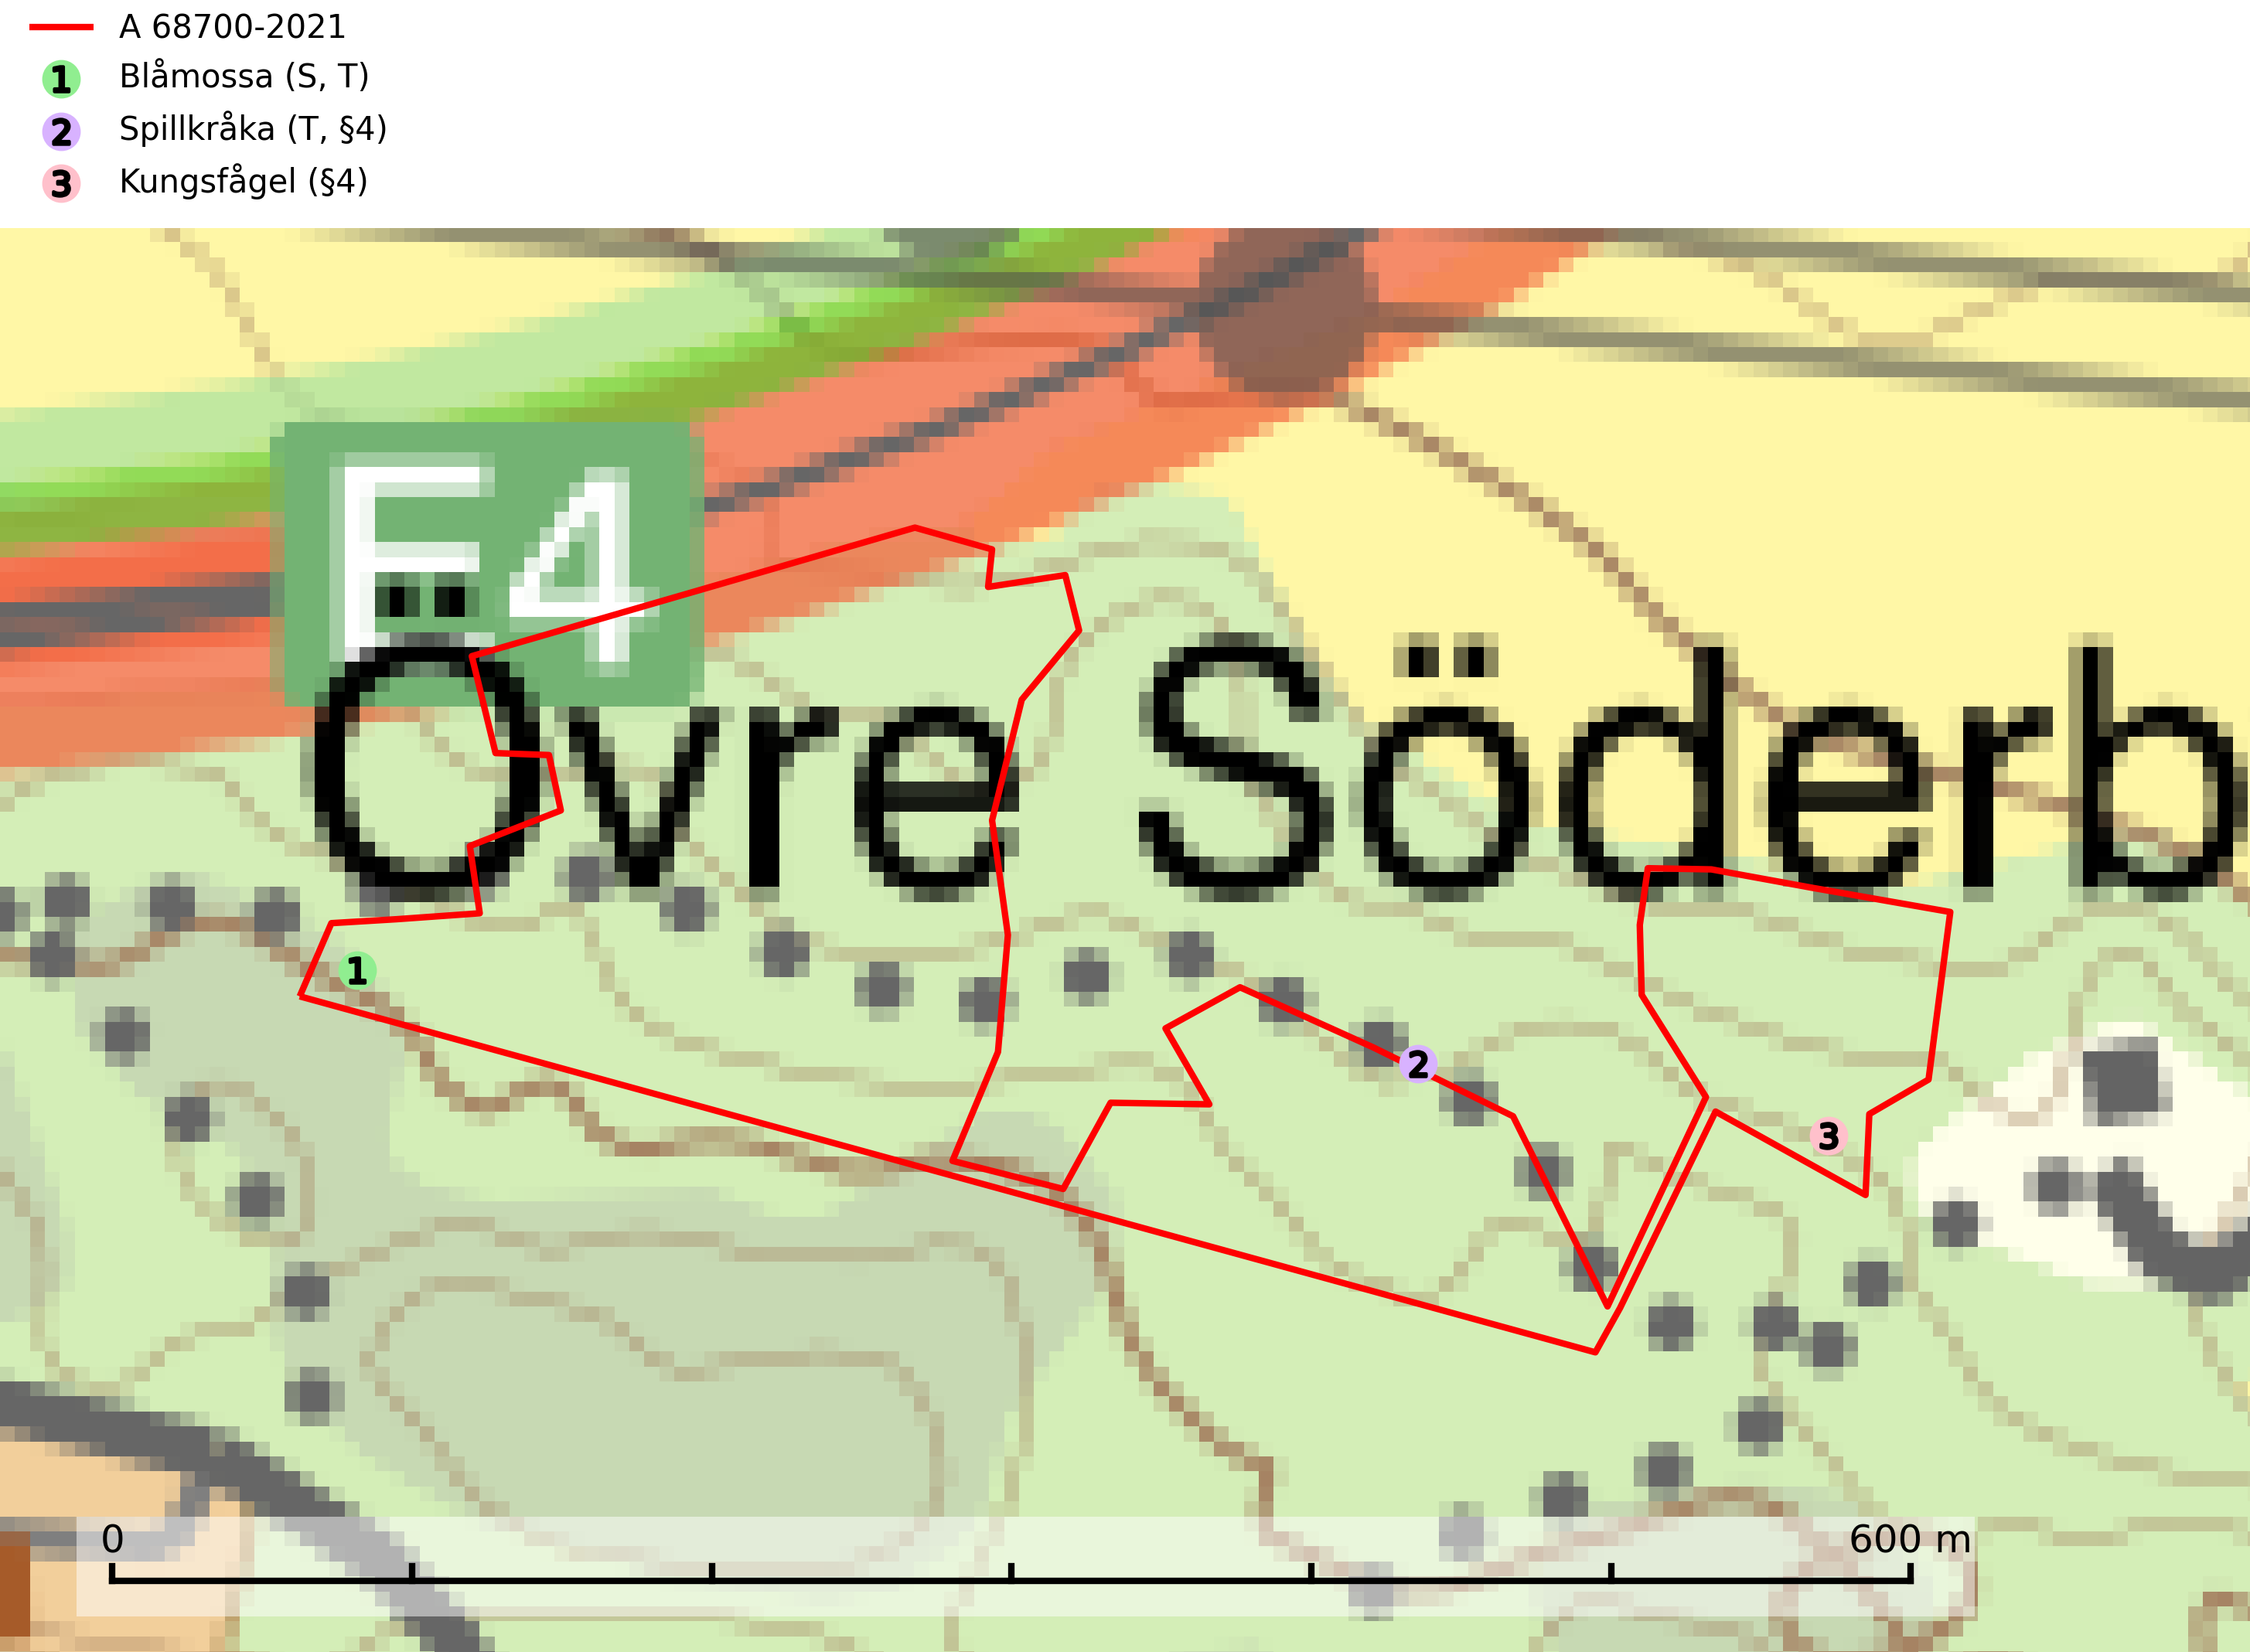 A 68700-2021
1 Blåmossa (S, T)
2 Spillkråka (T, §4)
3 Kungsfågel (§4)
E4
Övre Söderb
1
2
3
0 600 m